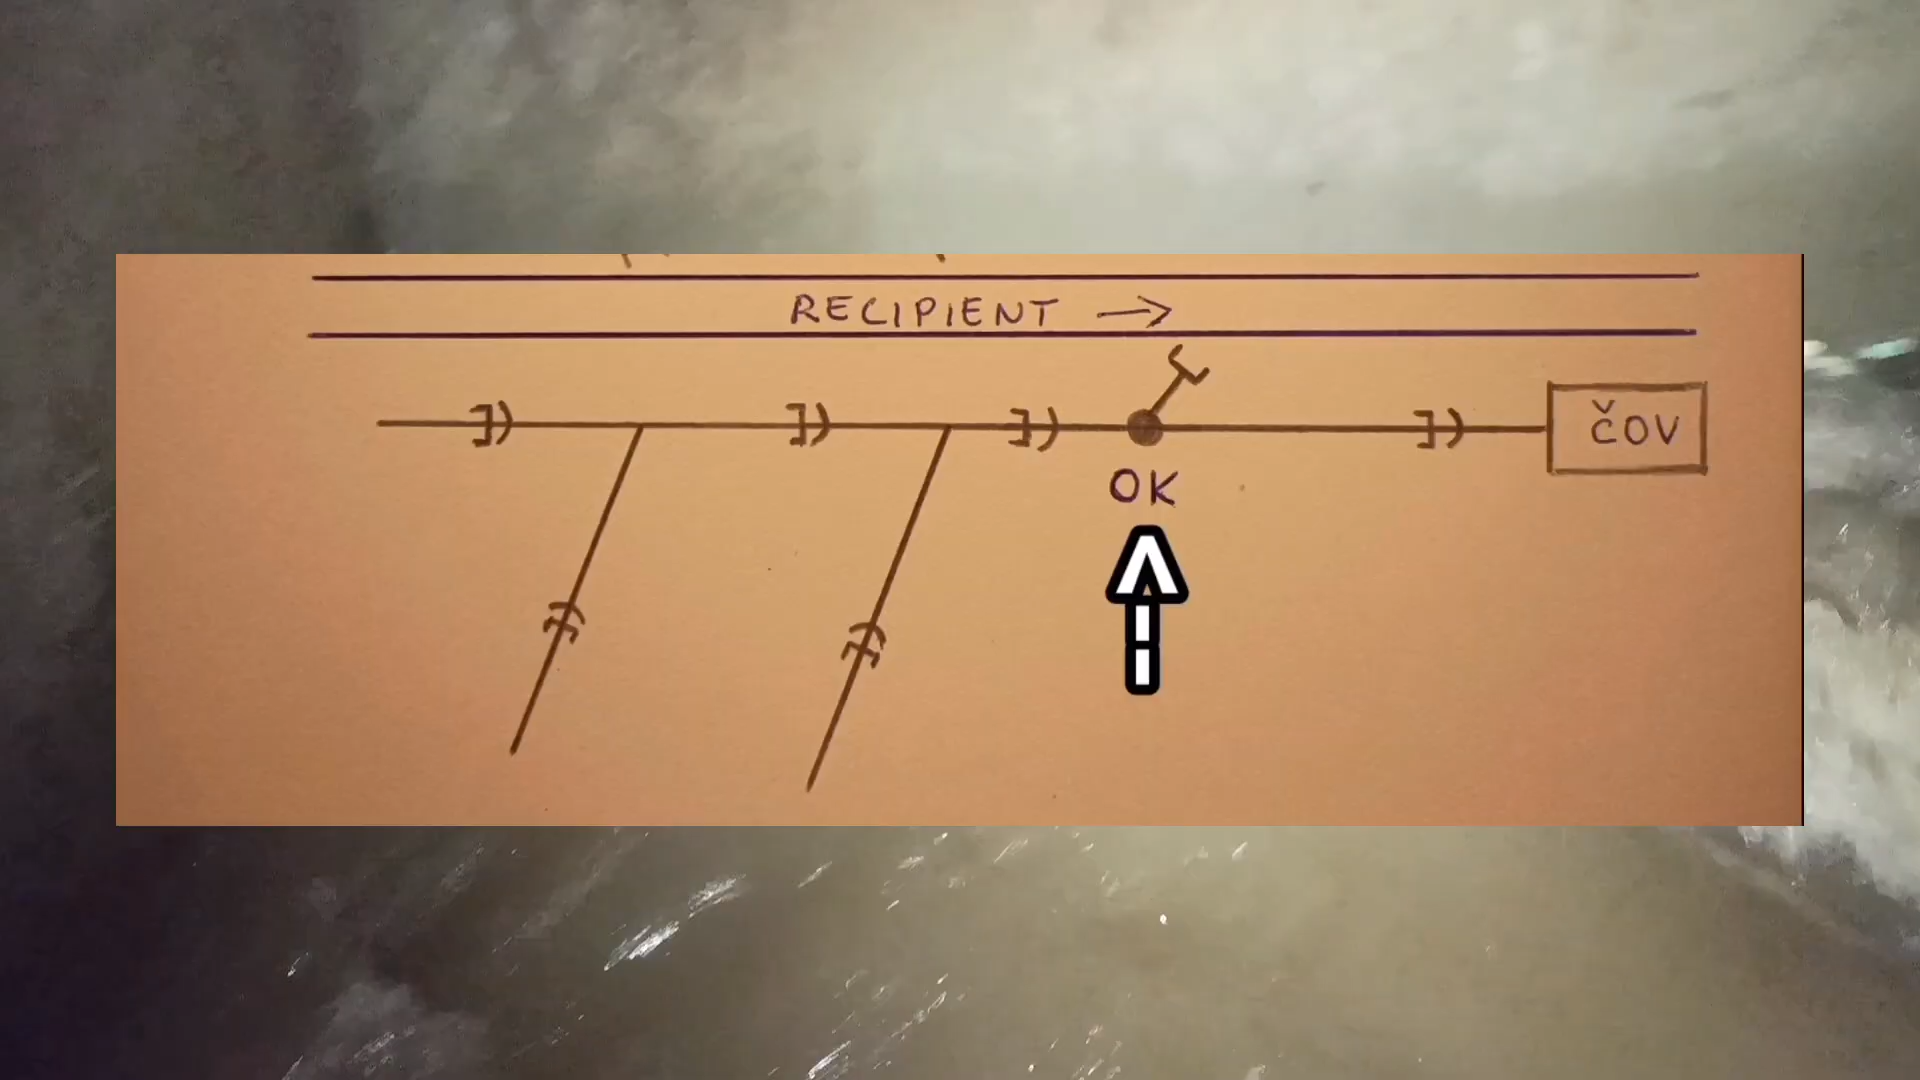 RECIPIENT →
ČOV
OK